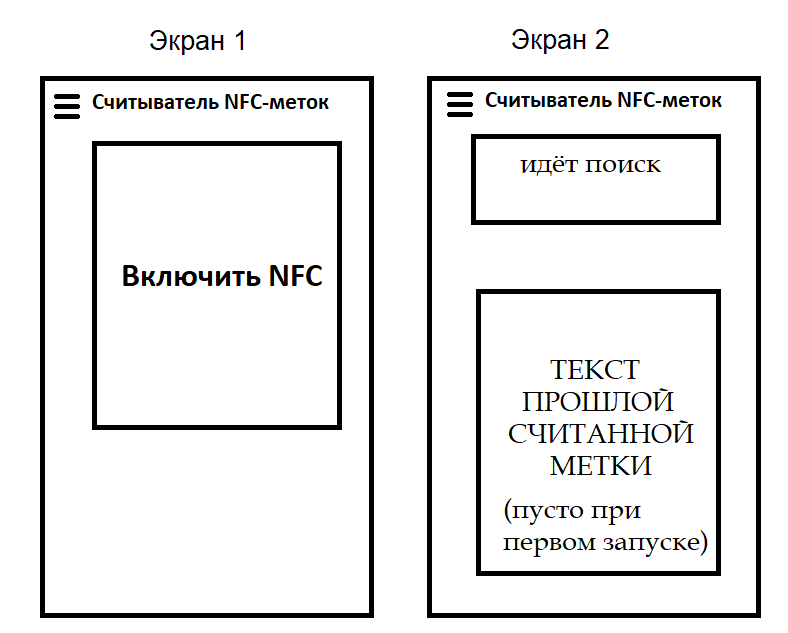 Экран 1
Считыватель NFC-меток
Включить NFC
Экран 2
Считыватель NFC-меток
идёт поиск
ТЕКСТ
ПРОШЛОЙ
СЧИТАННОЙ
МЕТКИ
(пусто при
первом запуске)